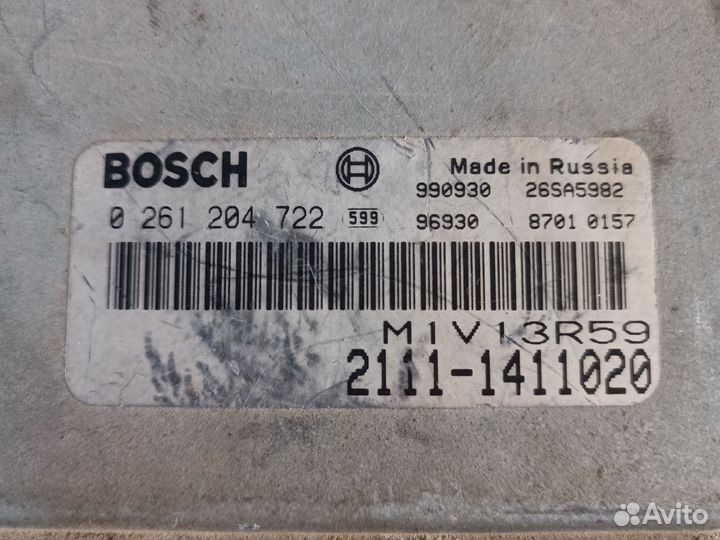 BOSCH
Made in Russia
990930 26SA5982
0 261 204 722 599 96930 8701 0157
M1V13R59
2111-1411020
Avito